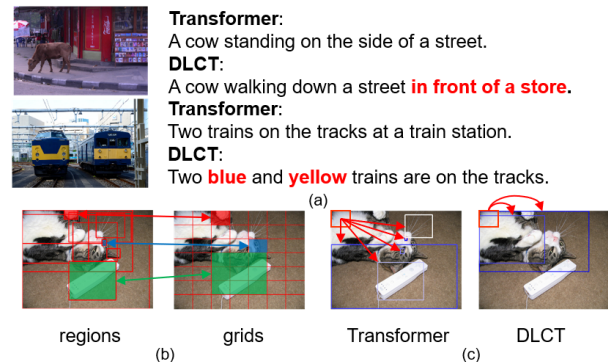 Transformer:
A cow standing on the side of a street.
DLCT:
A cow walking down a street in front of a store.
Transformer:
Two trains on the tracks at a train station.
DLCT:
Two blue and yellow trains are on the tracks.
(a)
regions
grids
Transformer
DLCT
(b)
(c)